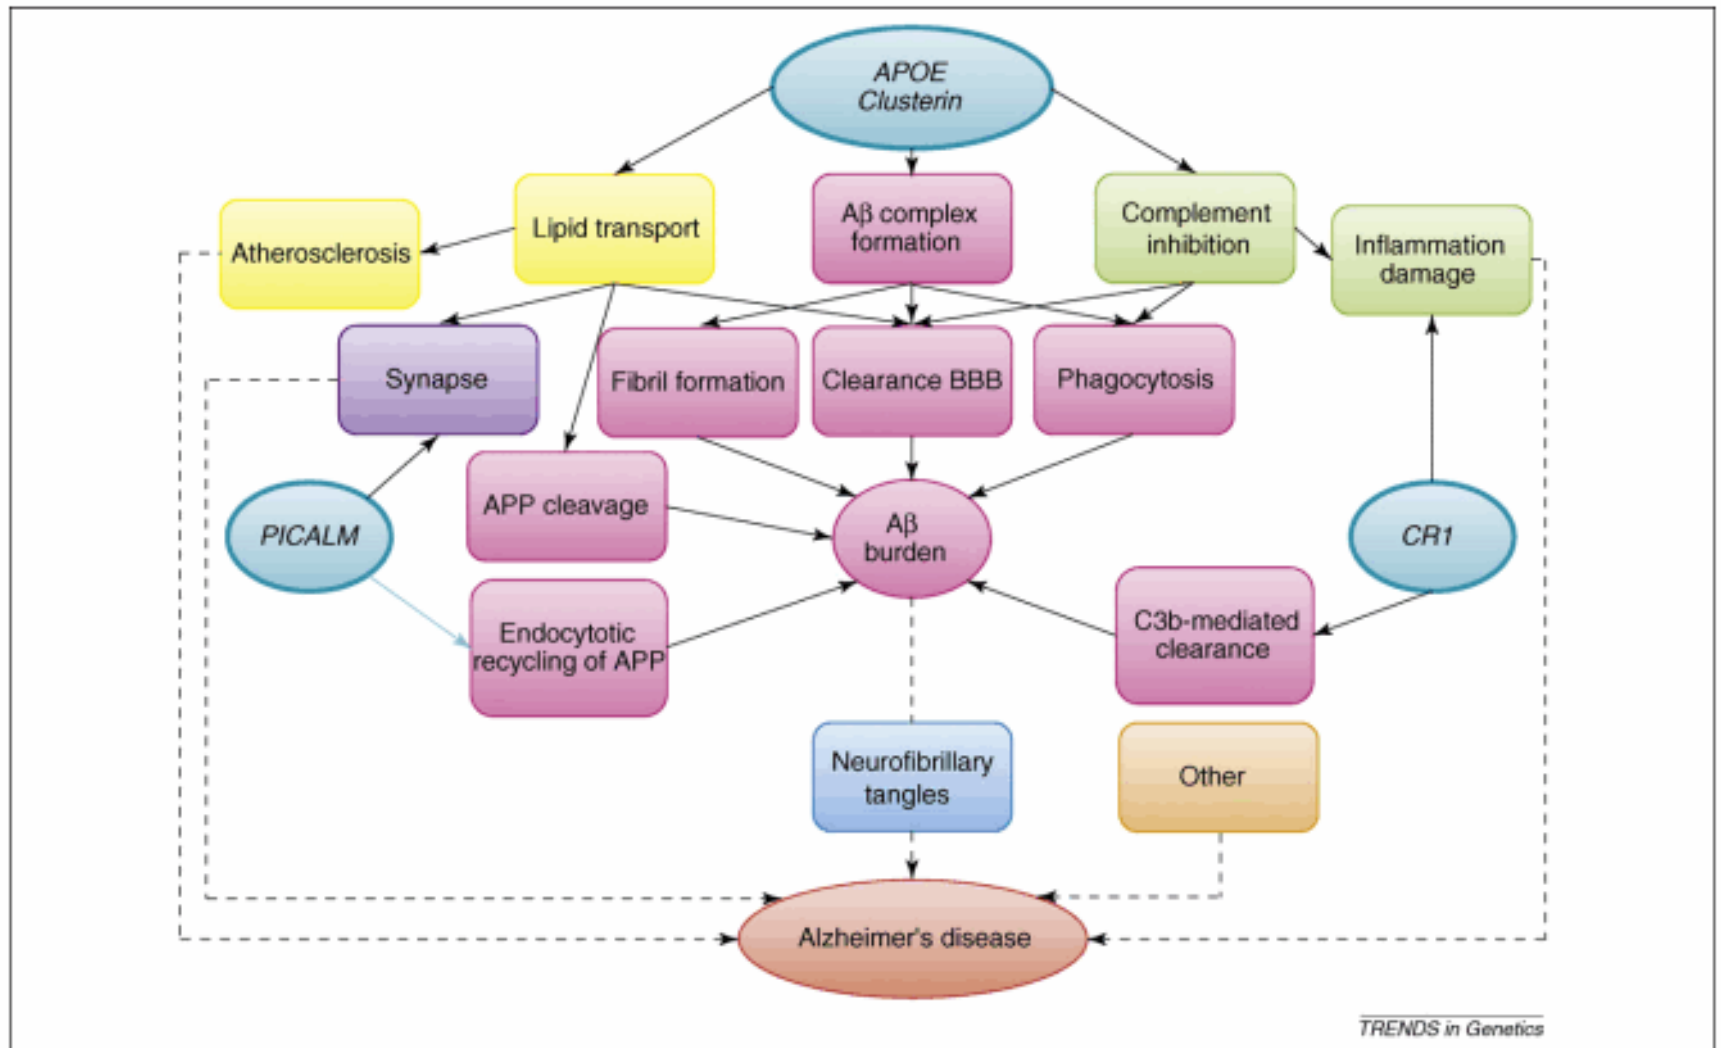 APOE
Clusterin
Lipid transport
Aβ complex
formation
Complement
inhibition
Atherosclerosis
Inflammation
damage
Synapse
Fibril formation
Clearance BBB
Phagocytosis
APP cleavage
PICALM
Aβ
burden
CR1
Endocytotic
recycling of APP
C3b-mediated
clearance
Neurofibrillary
tangles
Other
Alzheimer's disease
TRENDS in Genetics